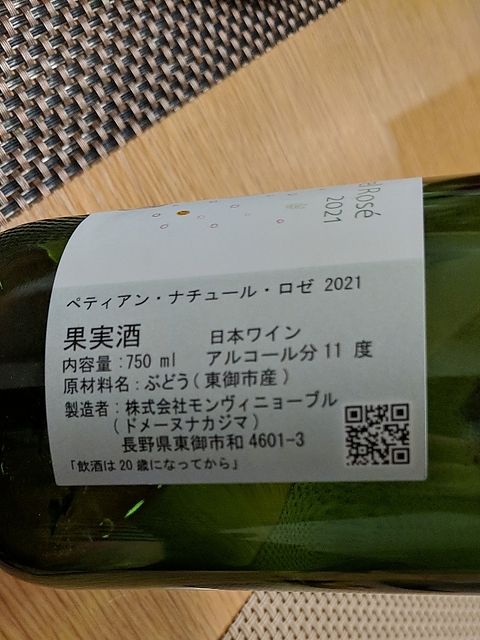 Rosé
2021
ペティアン・ナチュール・ロゼ 2021
果実酒 日本ワイン
内容量:750 ml アルコール分 11 度
原材料名:ぶどう(東御市産)
製造者:株式会社モンヴィニョーブル
(ドメーヌナカジマ)
長野県東御市和 4601-3
「飲酒は20歳になってから」